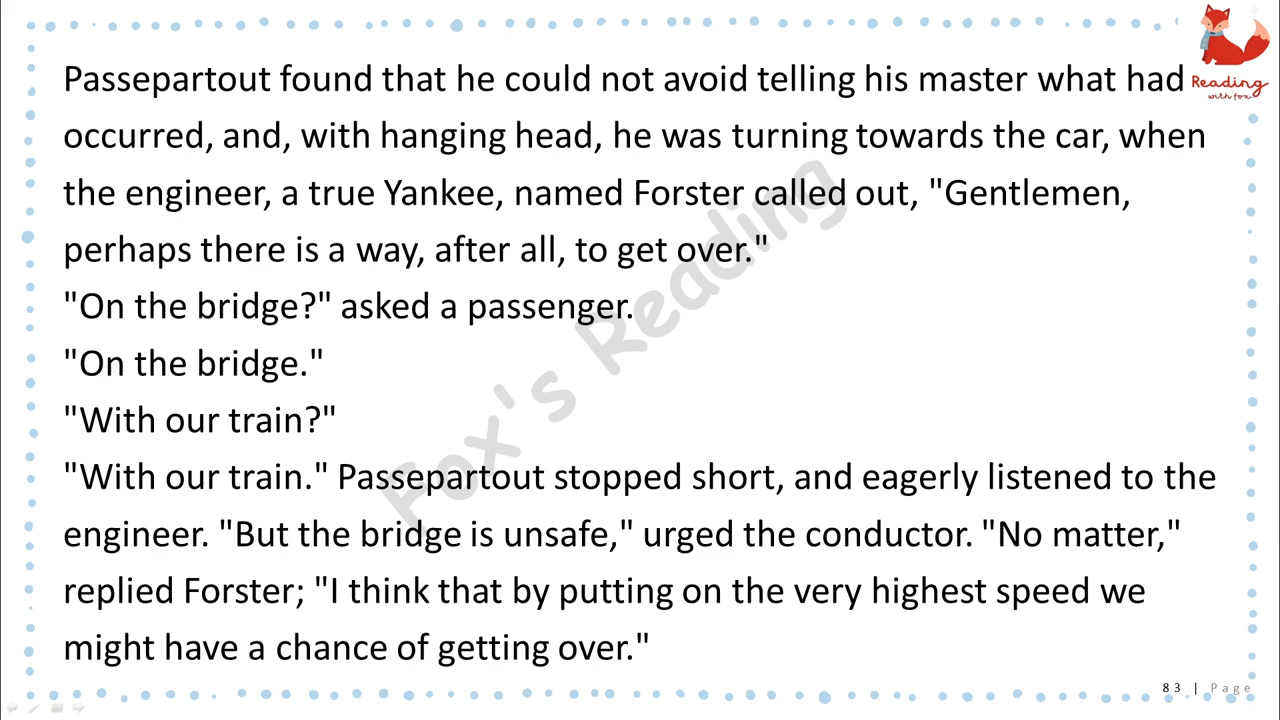 Reading
with fox
Passepartout found that he could not avoid telling his master what had
occurred, and, with hanging head, he was turning towards the car, when
the engineer, a true Yankee, named Forster called out, "Gentlemen,
perhaps there is a way, after all, to get over."
"On the bridge?" asked a passenger.
"On the bridge."
"With our train?"
"With our train." Passepartout stopped short, and eagerly listened to the
engineer. "But the bridge is unsafe," urged the conductor. "No matter,"
replied Forster; "I think that by putting on the very highest speed we
might have a chance of getting over."
Fox's Reading
83 | Page